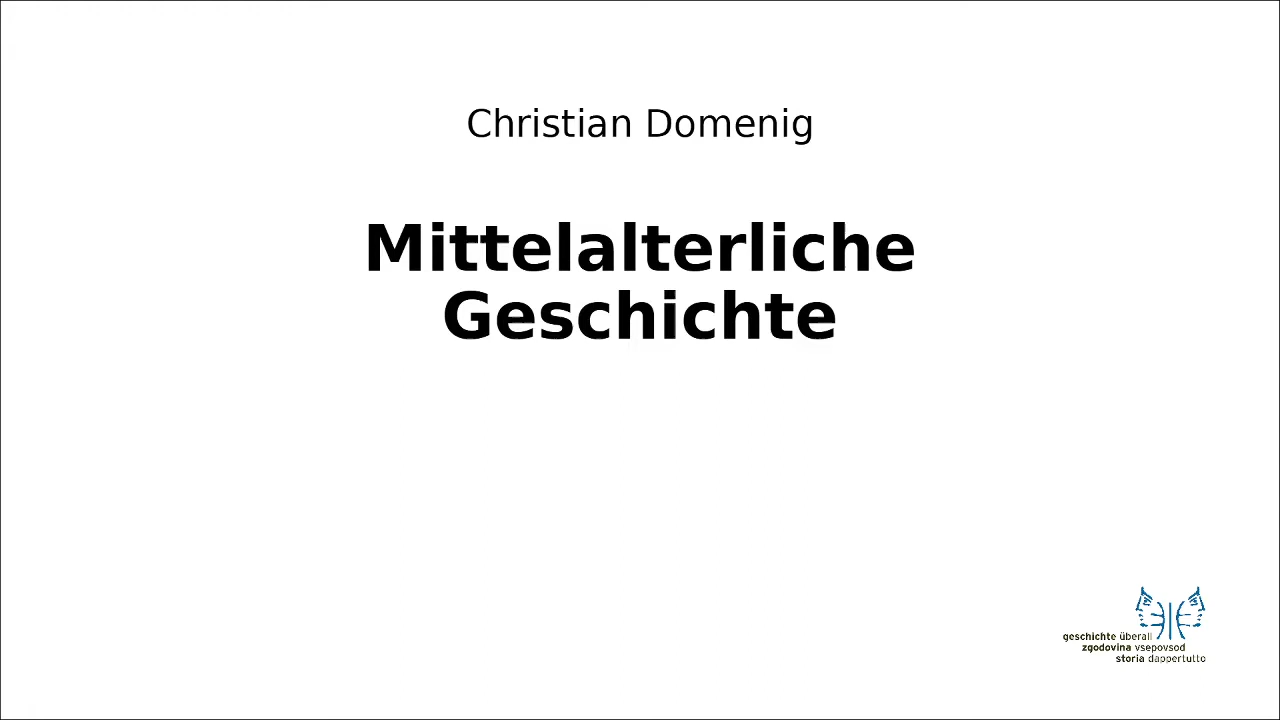 Christian Domenig
Mittelalterliche
Geschichte
geschichte überall
zgodovina vsepovsod
storia dappertutto